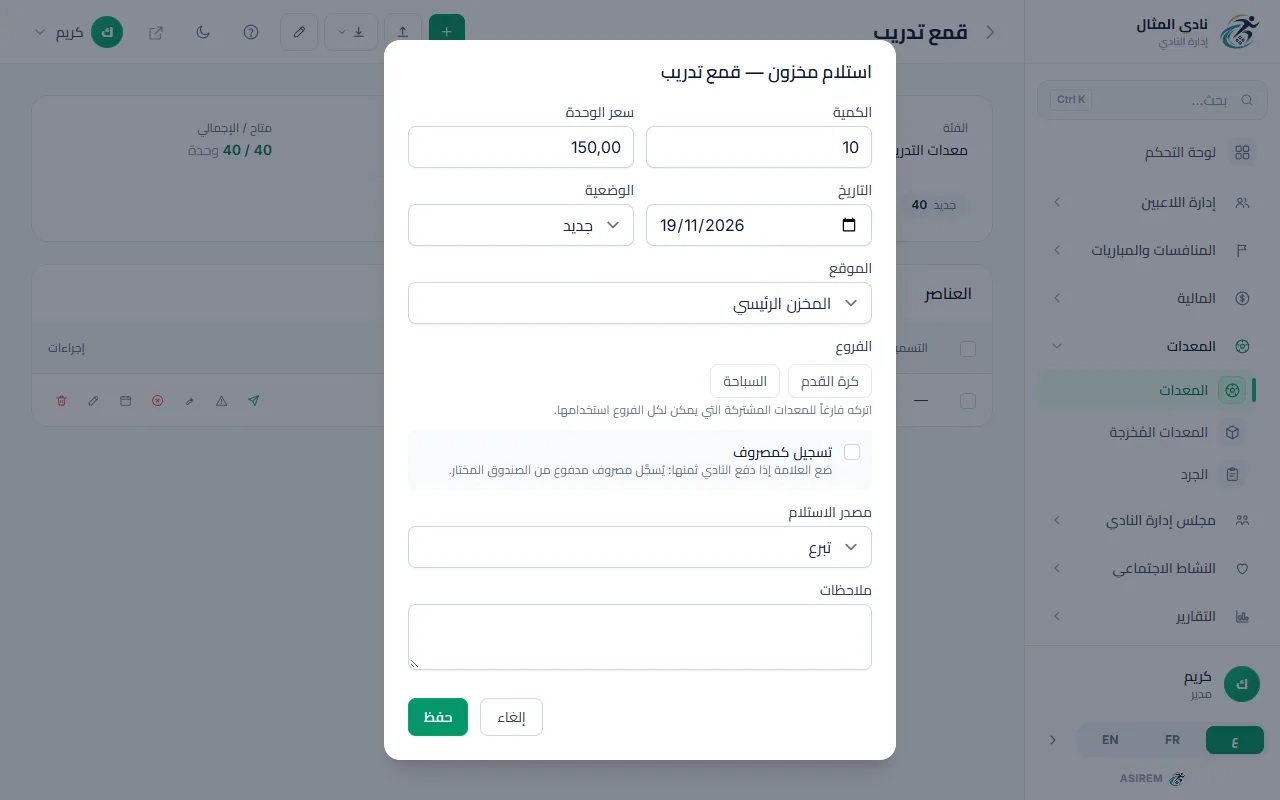 نادي المثال
إدارة النادي
قمع تدريب
كريم
ك
بحث...
Ctrl K
لوحة التحكم
إدارة اللاعبين
المنافسات والمباريات
المالية
المعدات
المعدات
المعدات المُخرَجة
الجرد
مجلس إدارة النادي
النشاط الاجتماعي
التقارير
ك
كريم
مدير
ع
FR
EN
ASIREM
الفئة
معدات التدريب
متاح / الإجمالي
40 / 40 وحدة
جديد 40
العناصر
إجراءات
—
استلام مخزون — قمع تدريب
الكمية
سعر الوحدة
10
150,00
التاريخ
الوضعية
19/11/2026
جديد
الموقع
المخزن الرئيسي
الفروع
كرة القدم
السباحة
اتركه فارغاً للمعدات المشتركة التي يمكن لكل الفروع استخدامها.
تسجيل كمصروف
ضع العلامة إذا دفع النادي ثمنها: يُسجَّل مصروف مدفوع من الصندوق المختار.
مصدر الاستلام
تبرع
ملاحظات
إلغاء
حفظ